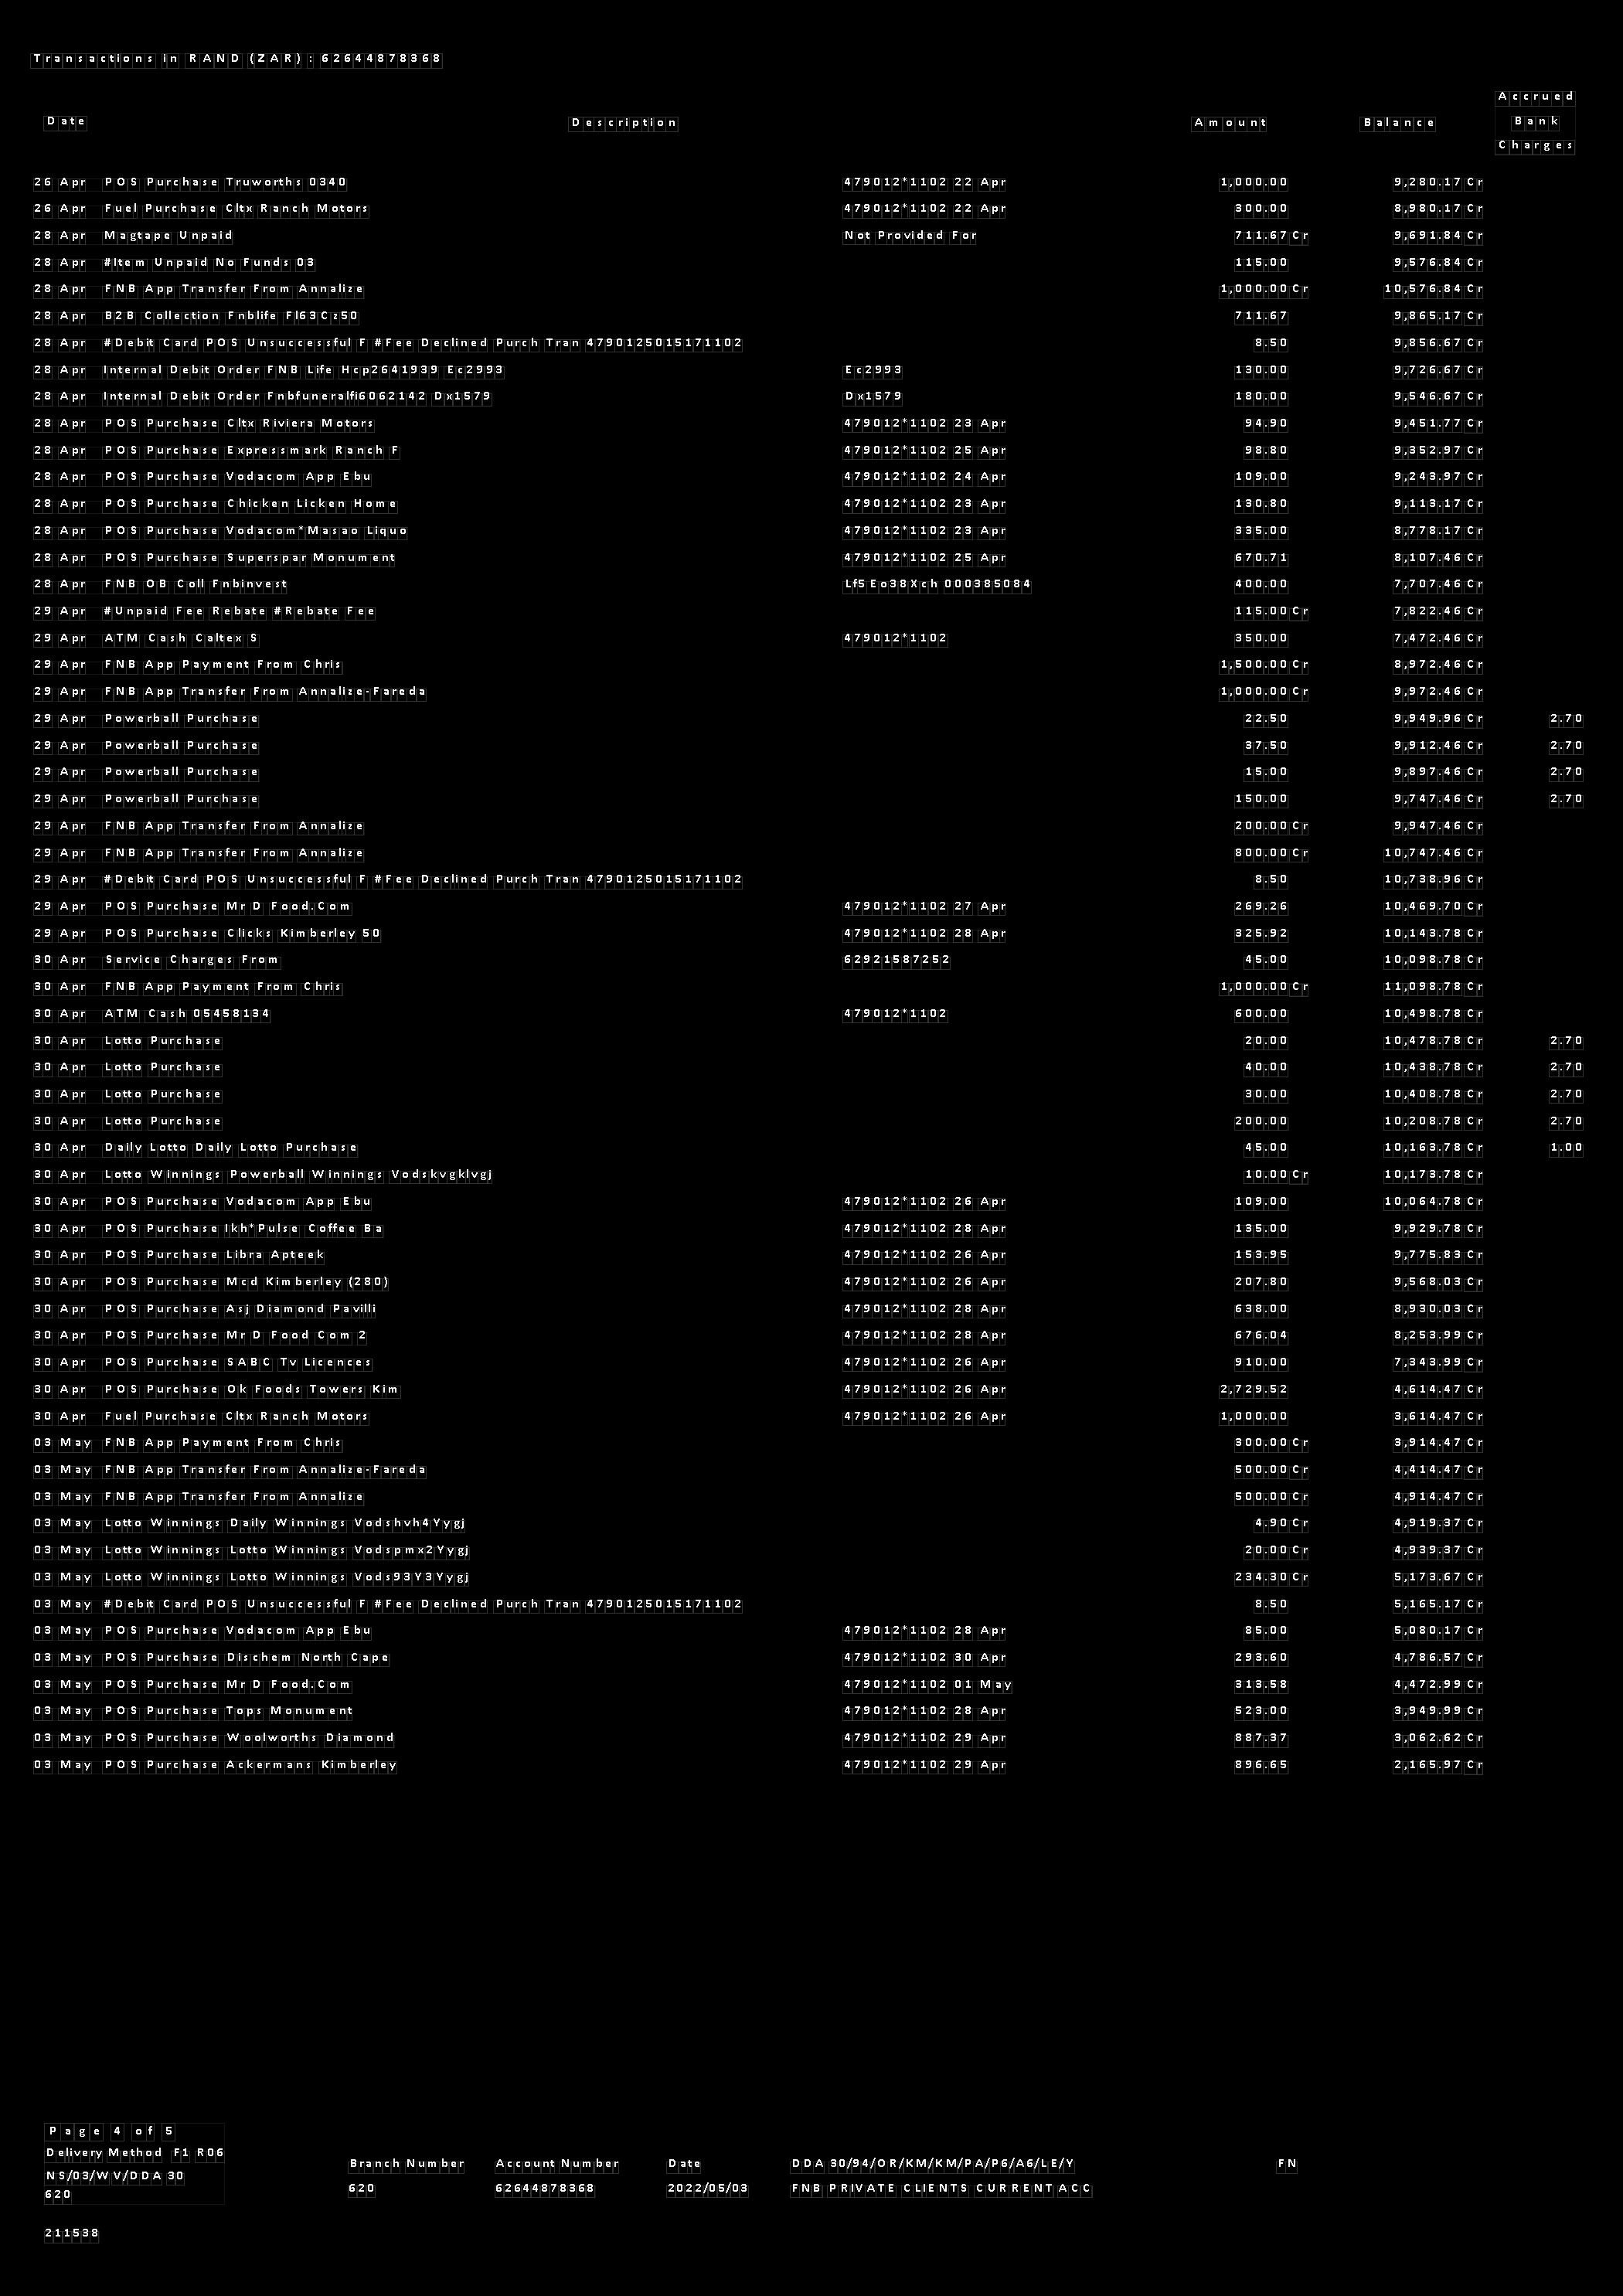 Transactions in RAND (ZAR) : 62644878368
Date Description Amount Balance Accrued Bank Charges
26 Apr POS Purchase Truworths 0340 479012*1102 22 Apr 1,000.00 9,280.17 Cr
26 Apr Fuel Purchase Cltx Ranch Motors 479012*1102 22 Apr 300.00 8,980.17 Cr
28 Apr Magtape Unpaid Not Provided For 711.67 Cr 9,691.84 Cr
28 Apr #Item Unpaid No Funds 03 115.00 9,576.84 Cr
28 Apr FNB App Transfer From Annalize 1,000.00 Cr 10,576.84 Cr
28 Apr B2B Collection Fnblife Fl63Cz50 711.67 9,865.17 Cr
28 Apr #Debit Card POS Unsuccessful F #Fee Declined Purch Tran 4790125015171102 8.50 9,856.67 Cr
28 Apr Internal Debit Order FNB Life Hcp2641939 Ec2993 Ec2993 130.00 9,726.67 Cr
28 Apr Internal Debit Order Fnbfuneralfi6062142 Dx1579 Dx1579 180.00 9,546.67 Cr
28 Apr POS Purchase Cltx Riviera Motors 479012*1102 23 Apr 94.90 9,451.77 Cr
28 Apr POS Purchase Expressmark Ranch F 479012*1102 25 Apr 98.80 9,352.97 Cr
28 Apr POS Purchase Vodacom App Ebu 479012*1102 24 Apr 109.00 9,243.97 Cr
28 Apr POS Purchase Chicken Licken Home 479012*1102 23 Apr 130.80 9,113.17 Cr
28 Apr POS Purchase Vodacom*Masao Liquo 479012*1102 23 Apr 335.00 8,778.17 Cr
28 Apr POS Purchase Superspar Monument 479012*1102 25 Apr 670.71 8,107.46 Cr
28 Apr FNB OB Coll Fnbinvest Lf5Eo38Xch 000385084 400.00 7,707.46 Cr
29 Apr #Unpaid Fee Rebate #Rebate Fee 115.00 Cr 7,822.46 Cr
29 Apr ATM Cash Caltex S 479012*1102 350.00 7,472.46 Cr
29 Apr FNB App Payment From Chris 1,500.00 Cr 8,972.46 Cr
29 Apr FNB App Transfer From Annalize-Fareda 1,000.00 Cr 9,972.46 Cr
29 Apr Powerball Purchase 22.50 9,949.96 Cr 2.70
29 Apr Powerball Purchase 37.50 9,912.46 Cr 2.70
29 Apr Powerball Purchase 15.00 9,897.46 Cr 2.70
29 Apr Powerball Purchase 150.00 9,747.46 Cr 2.70
29 Apr FNB App Transfer From Annalize 200.00 Cr 9,947.46 Cr
29 Apr FNB App Transfer From Annalize 800.00 Cr 10,747.46 Cr
29 Apr #Debit Card POS Unsuccessful F #Fee Declined Purch Tran 4790125015171102 8.50 10,738.96 Cr
29 Apr POS Purchase Mr D Food.Com 479012*1102 27 Apr 269.26 10,469.70 Cr
29 Apr POS Purchase Clicks Kimberley 50 479012*1102 28 Apr 325.92 10,143.78 Cr
30 Apr Service Charges From 62921587252 45.00 10,098.78 Cr
30 Apr FNB App Payment From Chris 1,000.00 Cr 11,098.78 Cr
30 Apr ATM Cash 05458134 479012*1102 600.00 10,498.78 Cr
30 Apr Lotto Purchase 20.00 10,478.78 Cr 2.70
30 Apr Lotto Purchase 40.00 10,438.78 Cr 2.70
30 Apr Lotto Purchase 30.00 10,408.78 Cr 2.70
30 Apr Lotto Purchase 200.00 10,208.78 Cr 2.70
30 Apr Daily Lotto Daily Lotto Purchase 45.00 10,163.78 Cr 1.00
30 Apr Lotto Winnings Powerball Winnings Vodskvgklvgj 10.00 Cr 10,173.78 Cr
30 Apr POS Purchase Vodacom App Ebu 479012*1102 26 Apr 109.00 10,064.78 Cr
30 Apr POS Purchase Ikh*Pulse Coffee Ba 479012*1102 28 Apr 135.00 9,929.78 Cr
30 Apr POS Purchase Libra Apteek 479012*1102 26 Apr 153.95 9,775.83 Cr
30 Apr POS Purchase Mcd Kimberley (280) 479012*1102 26 Apr 207.80 9,568.03 Cr
30 Apr POS Purchase Asj Diamond Pavilli 479012*1102 28 Apr 638.00 8,930.03 Cr
30 Apr POS Purchase Mr D Food Com 2 479012*1102 28 Apr 676.04 8,253.99 Cr
30 Apr POS Purchase SABC Tv Licences 479012*1102 26 Apr 910.00 7,343.99 Cr
30 Apr POS Purchase Ok Foods Towers Kim 479012*1102 26 Apr 2,729.52 4,614.47 Cr
30 Apr Fuel Purchase Cltx Ranch Motors 479012*1102 26 Apr 1,000.00 3,614.47 Cr
03 May FNB App Payment From Chris 300.00 Cr 3,914.47 Cr
03 May FNB App Transfer From Annalize-Fareda 500.00 Cr 4,414.47 Cr
03 May FNB App Transfer From Annalize 500.00 Cr 4,914.47 Cr
03 May Lotto Winnings Daily Winnings Vodshvh4Yygj 4.90 Cr 4,919.37 Cr
03 May Lotto Winnings Lotto Winnings Vodspmx2Yygj 20.00 Cr 4,939.37 Cr
03 May Lotto Winnings Lotto Winnings Vods93Y3Yygj 234.30 Cr 5,173.67 Cr
03 May #Debit Card POS Unsuccessful F #Fee Declined Purch Tran 4790125015171102 8.50 5,165.17 Cr
03 May POS Purchase Vodacom App Ebu 479012*1102 28 Apr 85.00 5,080.17 Cr
03 May POS Purchase Dischem North Cape 479012*1102 30 Apr 293.60 4,786.57 Cr
03 May POS Purchase Mr D Food.Com 479012*1102 01 May 313.58 4,472.99 Cr
03 May POS Purchase Tops Monument 479012*1102 28 Apr 523.00 3,949.99 Cr
03 May POS Purchase Woolworths Diamond 479012*1102 29 Apr 887.37 3,062.62 Cr
03 May POS Purchase Ackermans Kimberley 479012*1102 29 Apr 896.65 2,165.97 Cr
Page 4 of 5
Delivery Method F1 R06
NS/03/WV/DDA 30
620
Branch Number Account Number Date DDA 30/94/OR/KM/KM/PA/P6/A6/LE/Y FN
620 62644878368 2022/05/03 FNB PRIVATE CLIENTS CURRENT ACC
211538